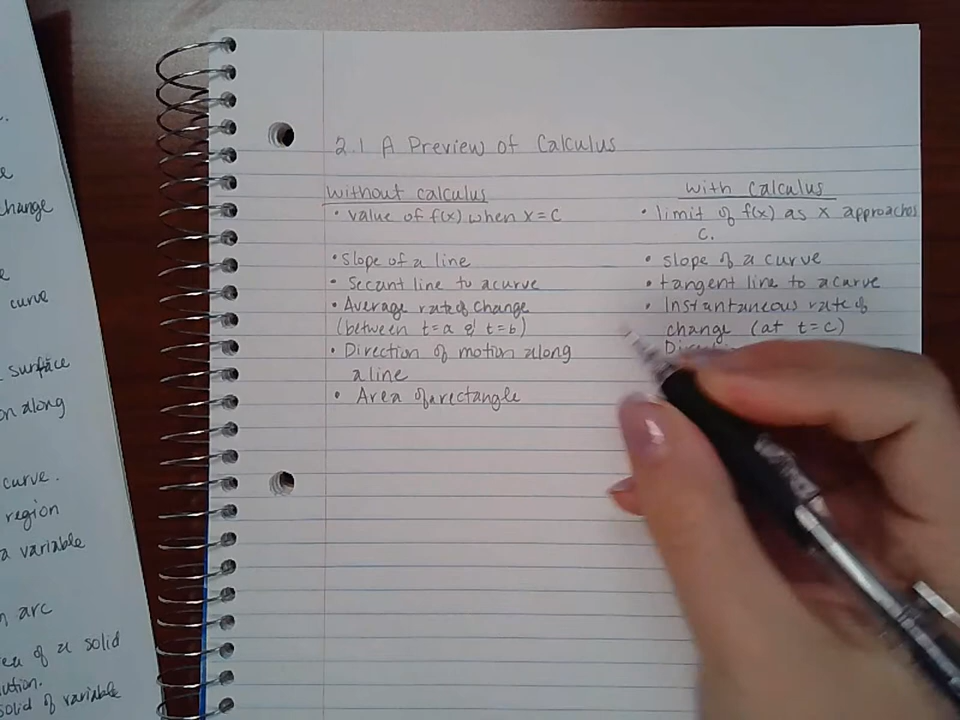 2.1 A Preview of Calculus
without calculus
with calculus
• value of f(x) when x=c
• limit of f(x) as x approaches
c.
• Slope of a line
• slope of a curve
• Secant line to a curve
• tangent line to a curve
• Average rate of change
(between t=a & t=b)
• Instantaneous rate of
change (at t=c)
• Direction of motion along
a line
• Area of a rectangle
change
curve
surface
on along
curve.
region
a variable
arc
of a solid
solid of variable